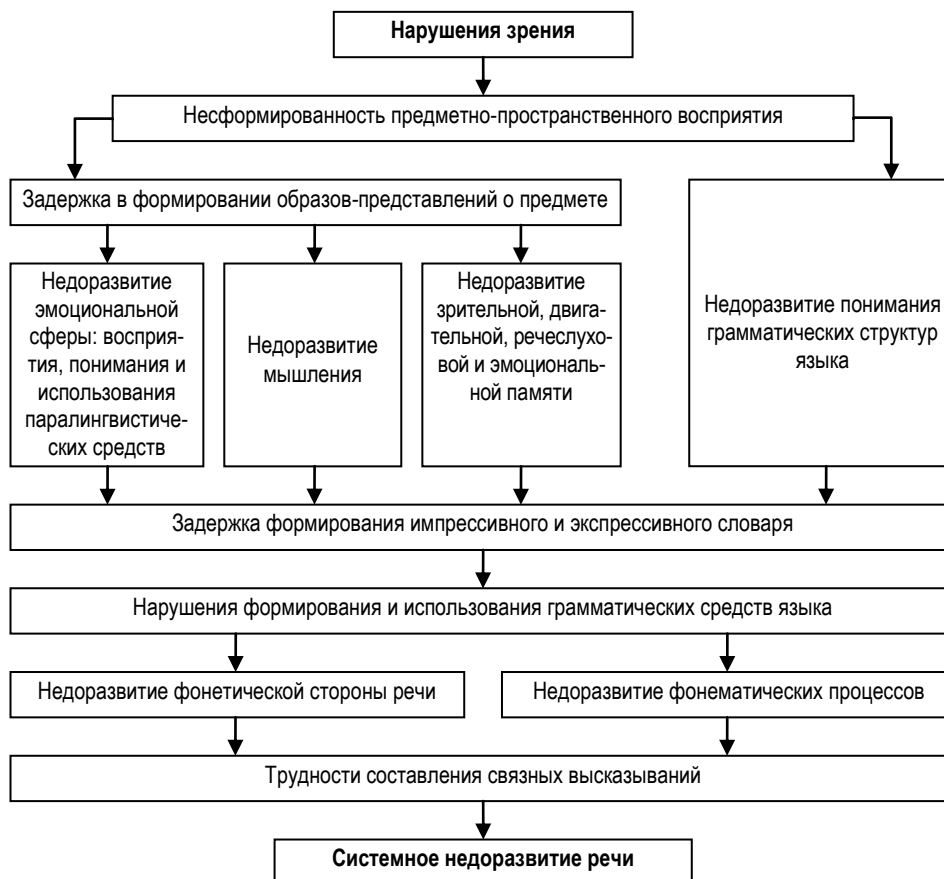 Нарушения зрения
Несформированность предметно-пространственного восприятия
Задержка в формировании образов-представлений о предмете
Недоразвитие
эмоциональной
сферы: восприя-
тия, понимания и
использования
паралингвистиче-
ских средств
Недоразвитие
мышления
Недоразвитие
зрительной, двига-
тельной, речеслухо-
вой и эмоциональ-
ной памяти
Недоразвитие понимания
грамматических структур
языка
Задержка формирования импрессивного и экспрессивного словаря
Нарушения формирования и использования грамматических средств языка
Недоразвитие фонетической стороны речи
Недоразвитие фонематических процессов
Трудности составления связных высказываний
Системное недоразвитие речи